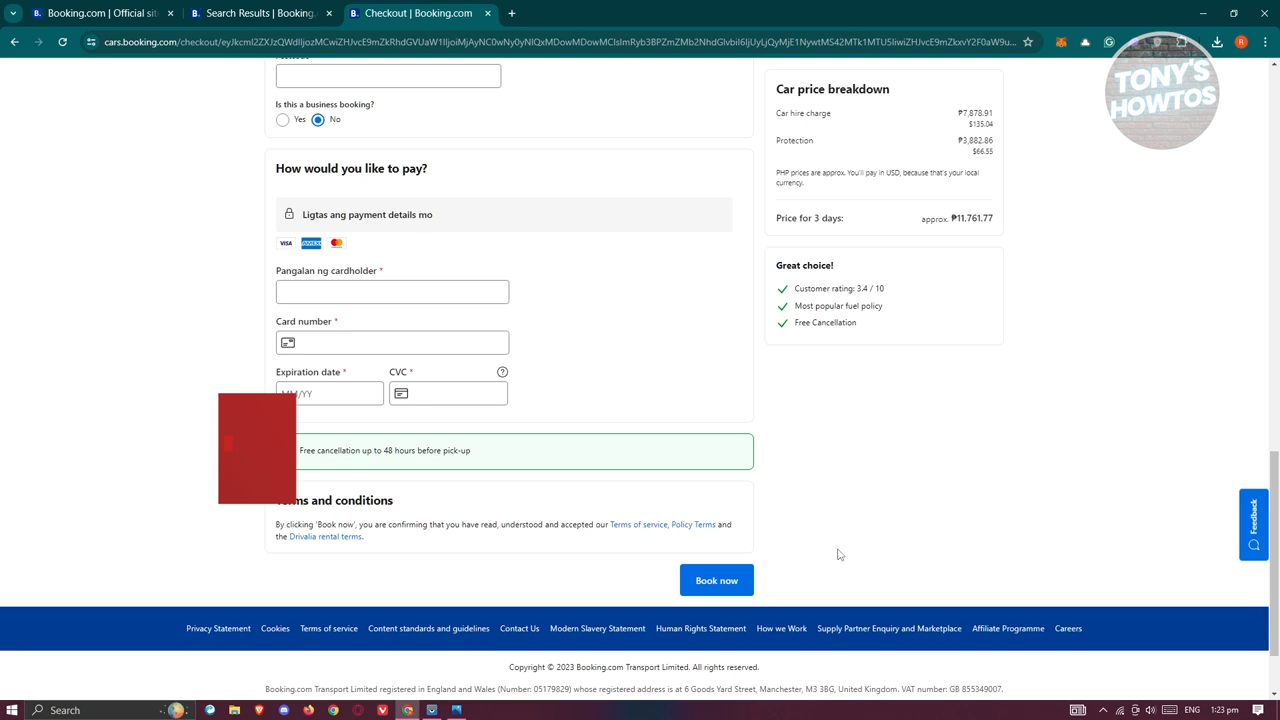 Booking.com | Official sit
Search Results | Booking.
Booking.com | Checkout
cars.booking.com/checkout/
TONY'S
HOWTOS
Is this a business booking?
Yes
No
How would you like to pay?
Ligtas ang payment details mo
VISA
Pangalan ng cardholder *
Card number *
Expiration date *
CVC *
MM/YY
Free cancellation up to 48 hours before pick-up
and conditions
By clicking 'Book now', you are confirming that you have read, understood and accepted our Terms of service, Policy Terms and
the Drivalia rental terms.
Book now
Car price breakdown
Car hire charge
₱7,878.91
$135.04
Protection
₱3,882.86
$66.55
PHP prices are approx. You'll pay in USD, because that's your local
currency.
Price for 3 days:
approx. ₱11,761.77
Great choice!
Customer rating: 3.4 / 10
Most popular fuel policy
Free Cancellation
Feedback
Privacy Statement
Cookies
Terms of service
Content standards and guidelines
Contact Us
Modern Slavery Statement
Human Rights Statement
How we Work
Supply Partner Enquiry and Marketplace
Affiliate Programme
Careers
Copyright © 2023 Booking.com Transport Limited. All rights reserved.
Booking.com Transport Limited registered in England and Wales (Number: 05179829) whose registered address is at 6 Goods Yard Street, Manchester, M3 3BG, United Kingdom. VAT number: GB 855349007.
Search
ENG
1:23 pm